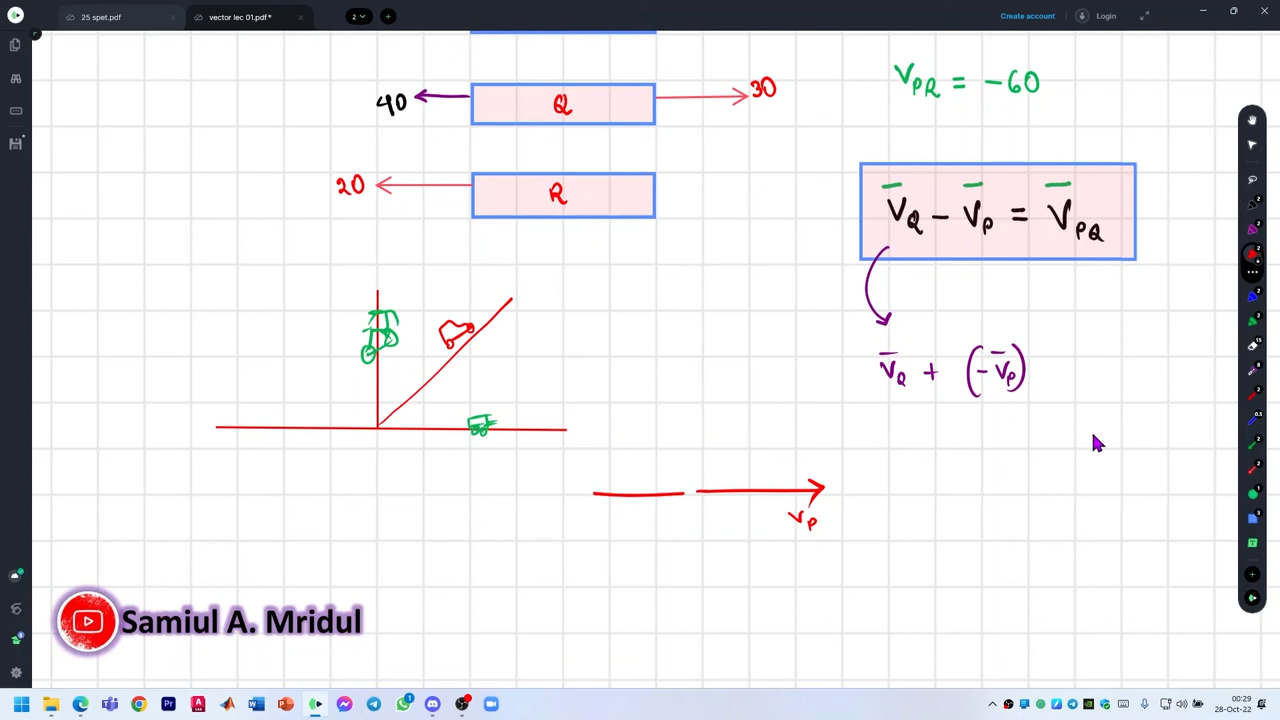 25 spet.pdf
vector lec 01.pdf*
2
Create account
Login
40
Q
30
V_PR = -60
20
R
V̅_Q - V̅_P = V̅_PQ
V̅_Q + (-V̅_P)
V_P
Samiul A. Mridul
00:29
28-Oct-22